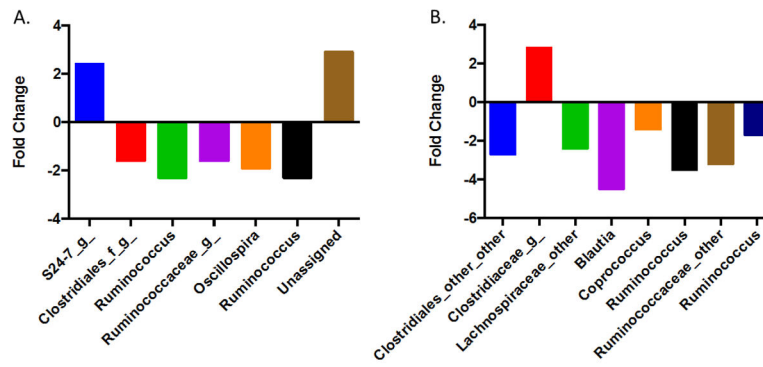 A.
Fold Change
4
2
0
-2
-4
S24-7_g_
Clostridiales_f_g_
Ruminococcus
Ruminococcaceae_g_
Oscillospira
Ruminococcus
Unassigned
B.
Fold Change
4
2
0
-2
-4
-6
Clostridiales_other_other
Clostridiaceae_g_
Lachnospiraceae_other
Blautia
Coprococcus
Ruminococcus
Ruminococcaceae_other
Ruminococcus